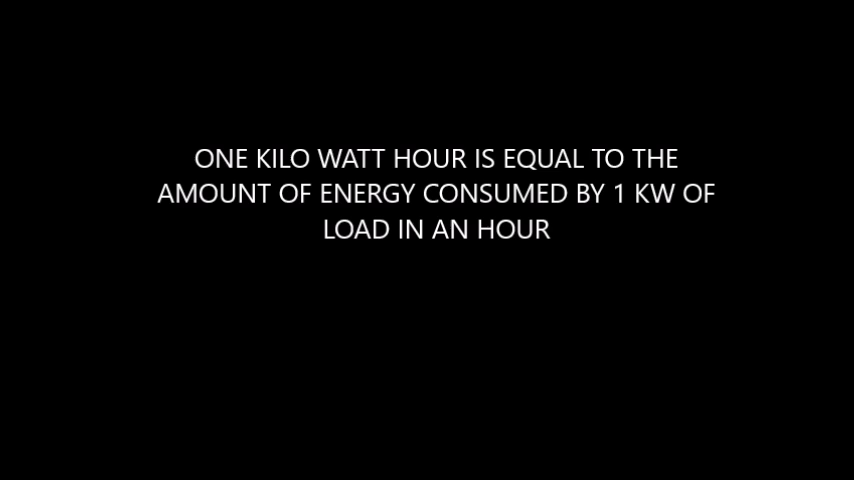 ONE KILO WATT HOUR IS EQUAL TO THE
AMOUNT OF ENERGY CONSUMED BY 1 KW OF
LOAD IN AN HOUR